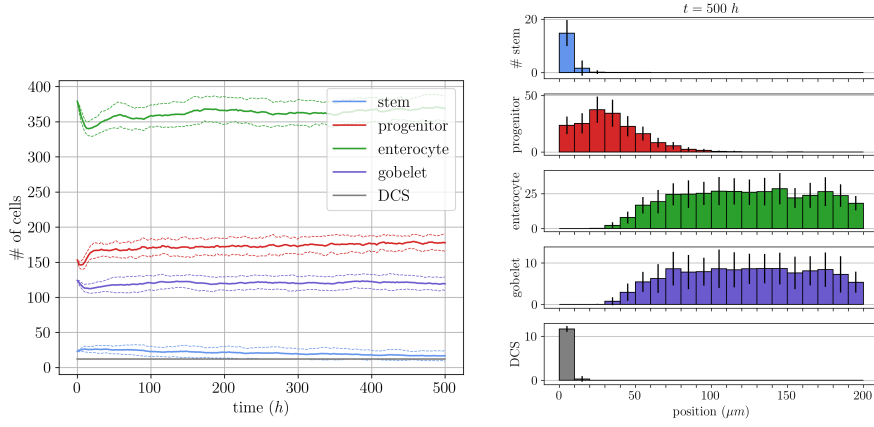 400
350
300
250
200
150
100
50
0
# of cells
0 100 200 300 400 500
time (h)
stem
progenitor
enterocyte
gobelet
DCS
t = 500 h
20
0
# stem
50
0
progenitor
25
0
enterocyte
10
0
gobelet
10
0
DCS
0 50 100 150 200
position (μm)